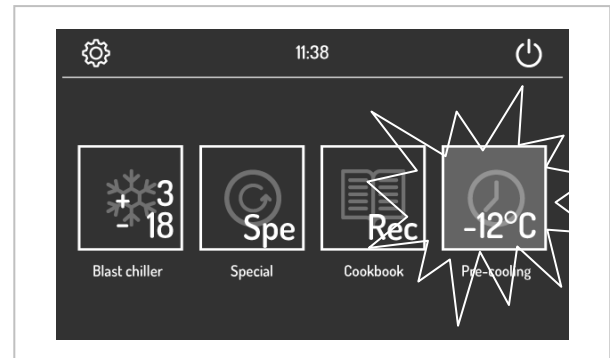 11:38
+ 3
- 18
Spe
Rec
-12°C
Blast chiller
Special
Cookbook
Pre-cooling